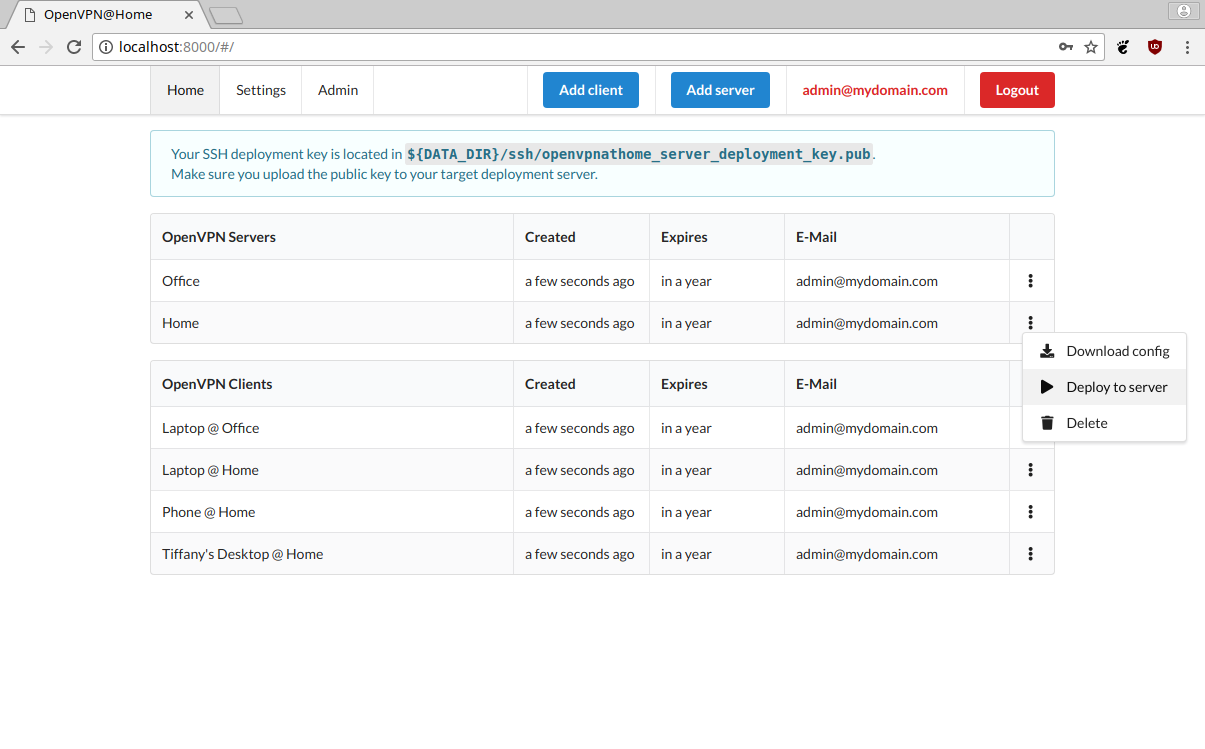 OpenVPN@Home
localhost:8000/#/
Home Settings Admin Add client Add server admin@mydomain.com Logout
Your SSH deployment key is located in ${DATA_DIR}/ssh/openvpnathome_server_deployment_key.pub.
Make sure you upload the public key to your target deployment server.
OpenVPN Servers Created Expires E-Mail
Office a few seconds ago in a year admin@mydomain.com
Home a few seconds ago in a year admin@mydomain.com
Download config
Deploy to server
Delete
OpenVPN Clients Created Expires E-Mail
Laptop @ Office a few seconds ago in a year admin@mydomain.com
Laptop @ Home a few seconds ago in a year admin@mydomain.com
Phone @ Home a few seconds ago in a year admin@mydomain.com
Tiffany's Desktop @ Home a few seconds ago in a year admin@mydomain.com